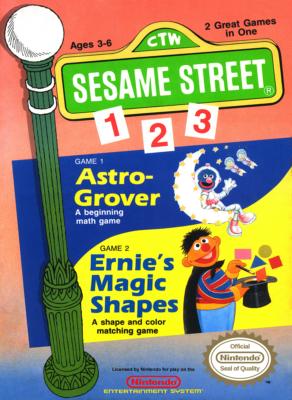 Ages 3-6
2 Great Games
in One
CTW
SESAME STREET®
1 2 3
GAME 1
Astro-
Grover
A beginning
math game
GAME 2
Ernie's
Magic
Shapes
A shape and color
matching game
Official
Nintendo®
Seal of Quality
Licensed by Nintendo for play on the
Nintendo®
ENTERTAINMENT SYSTEM™